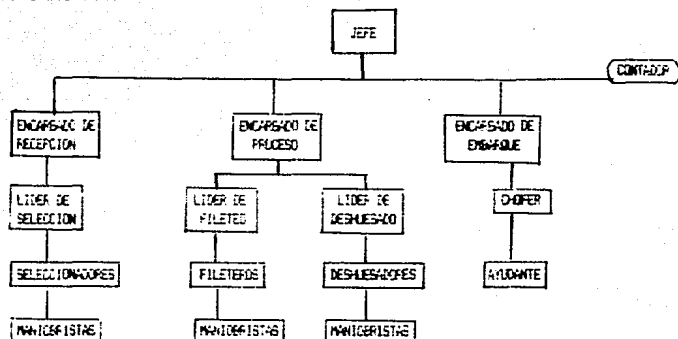 JEFE
CONTADOR
ENCARGADO DE
RECEPCION
ENCARGADO DE
PROCESO
ENCARGADO DE
EMBARQUE
LIDER DE
SELECCION
LIDER DE
FILETEO
LIDER DE
DESHUESADO
CHOFER
SELECCIONADORES
FILETEROS
DESHUESADORES
AYUDANTE
MANIOBRISTAS
MANIOBRISTAS
MANIOBRISTAS